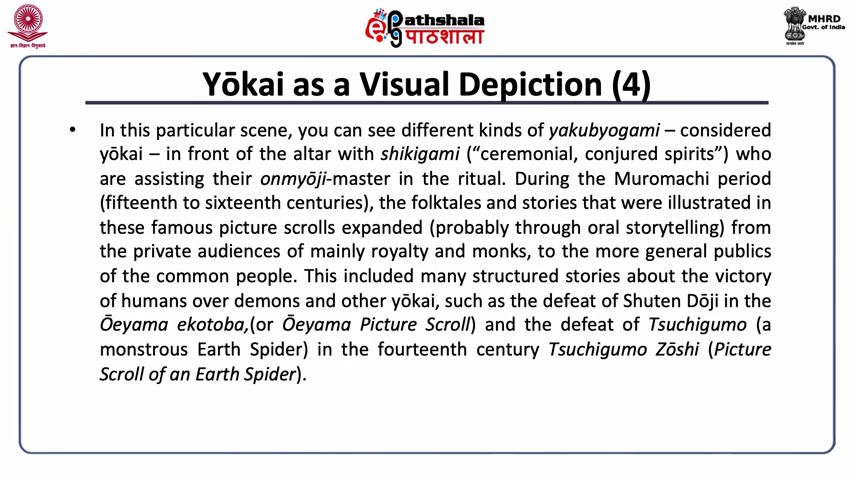 ePathshala
पाठशाला
MHRD
Govt. of India
Yōkai as a Visual Depiction (4)
• In this particular scene, you can see different kinds of yakubyogami – considered
yōkai – in front of the altar with shikigami (“ceremonial, conjured spirits”) who
are assisting their onmyōji-master in the ritual. During the Muromachi period
(fifteenth to sixteenth centuries), the folktales and stories that were illustrated in
these famous picture scrolls expanded (probably through oral storytelling) from
the private audiences of mainly royalty and monks, to the more general publics
of the common people. This included many structured stories about the victory
of humans over demons and other yōkai, such as the defeat of Shuten Dōji in the
Ōeyama ekotoba,(or Ōeyama Picture Scroll) and the defeat of Tsuchigumo (a
monstrous Earth Spider) in the fourteenth century Tsuchigumo Zōshi (Picture
Scroll of an Earth Spider).